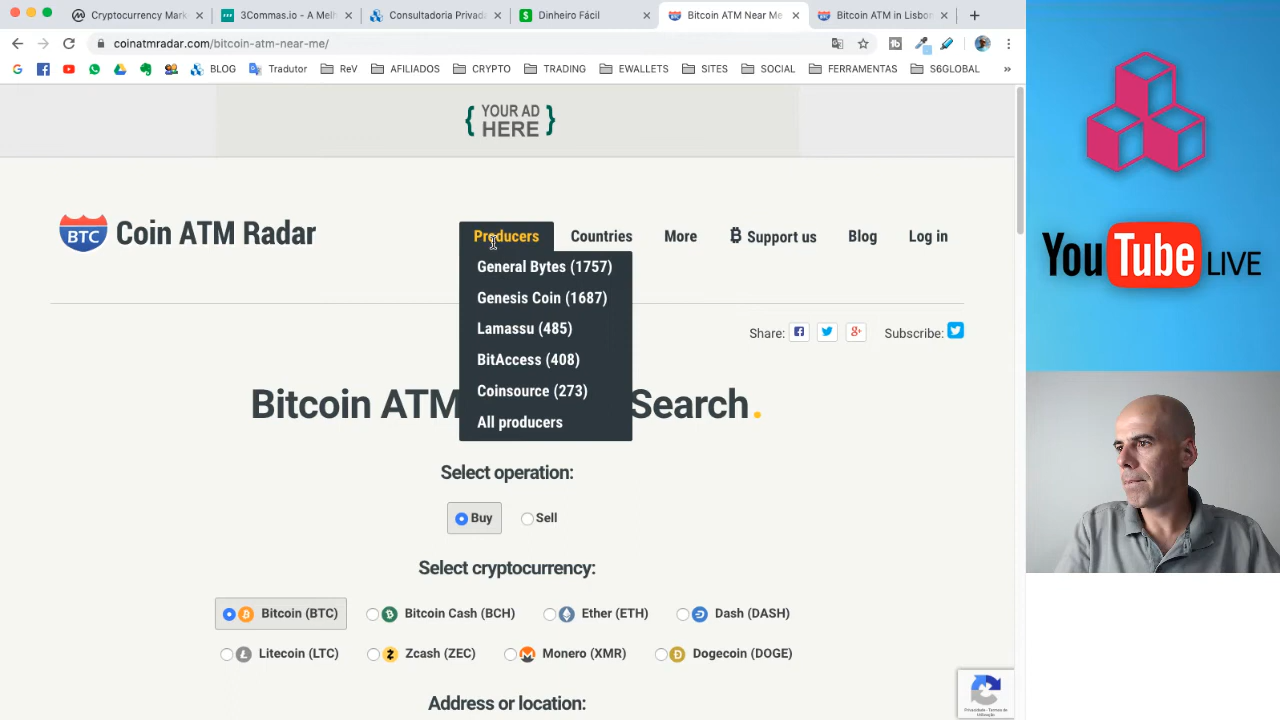 Cryptocurrency Mark
3Commas.io - A Melh
Consultadoria Privada
Dinheiro Fácil
Bitcoin ATM Near Me
Bitcoin ATM in Lisbon
coinatmradar.com/bitcoin-atm-near-me/
BLOG
Tradutor
ReV
AFILIADOS
CRYPTO
TRADING
EWALLETS
SITES
SOCIAL
FERRAMENTAS
S6GLOBAL
{ YOUR AD HERE }
BTC Coin ATM Radar
Producers
Countries
More
Support us
Blog
Log in
General Bytes (1757)
Genesis Coin (1687)
Lamassu (485)
BitAccess (408)
Coinsource (273)
All producers
Share:
Subscribe:
Bitcoin ATM Search.
Select operation:
Buy
Sell
Select cryptocurrency:
Bitcoin (BTC)
Bitcoin Cash (BCH)
Ether (ETH)
Dash (DASH)
Litecoin (LTC)
Zcash (ZEC)
Monero (XMR)
Dogecoin (DOGE)
Address or location:
YouTube LIVE